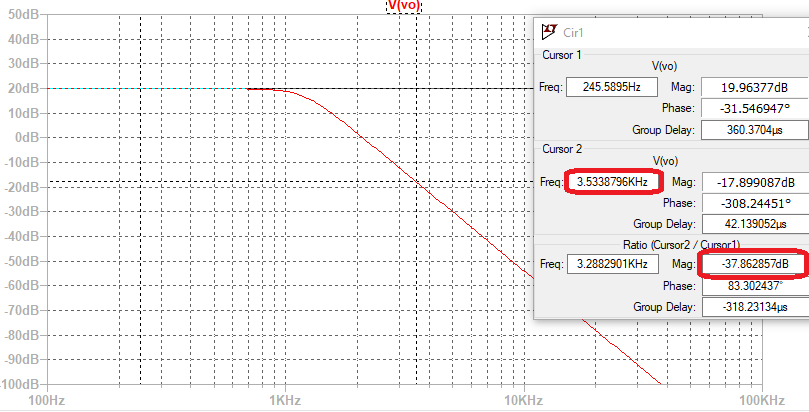 V(vo)
50dB
40dB
30dB
20dB
10dB
0dB
-10dB
-20dB
-30dB
-40dB
-50dB
-60dB
-70dB
-80dB
-90dB
-100dB
100Hz 1KHz 10KHz 100KHz
Cir1
Cursor 1
V(vo)
Freq: 245.5895Hz Mag: 19.96377dB
Phase: -31.546947°
Group Delay: 360.3704µs
Cursor 2
V(vo)
Freq: 3.5338796KHz Mag: -17.899087dB
Phase: -308.24451°
Group Delay: 42.139052µs
Ratio (Cursor2 / Cursor1)
Freq: 3.2882901KHz Mag: -37.862857dB
Phase: 83.302437°
Group Delay: -318.23134µs